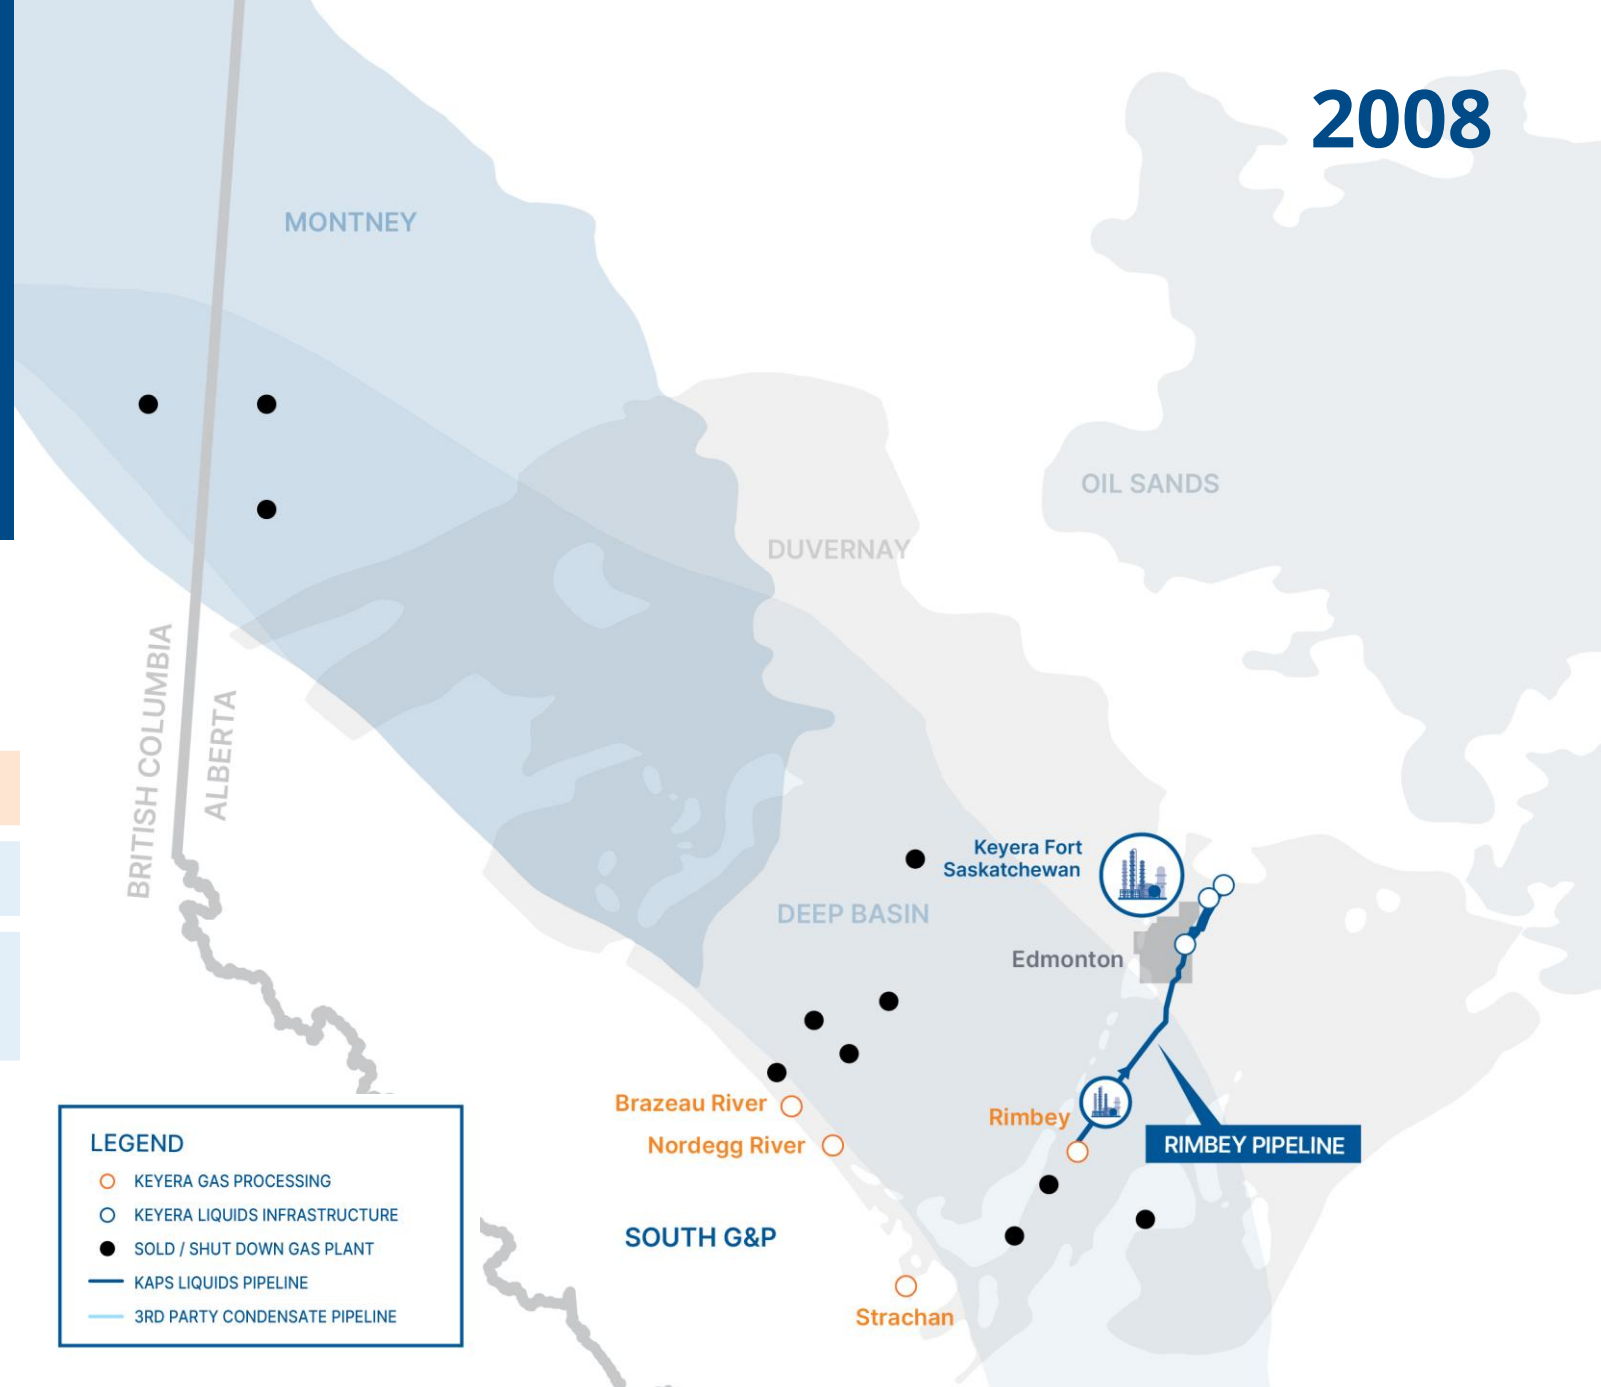 2008
MONTNEY
OIL SANDS
DUVERNAY
BRITISH COLUMBIA
ALBERTA
Keyera Fort
Saskatchewan
DEEP BASIN
Edmonton
Brazeau River
Nordegg River
Rimbey
RIMBEY PIPELINE
SOUTH G&P
Strachan
LEGEND
KEYERA GAS PROCESSING
KEYERA LIQUIDS INFRASTRUCTURE
SOLD / SHUT DOWN GAS PLANT
KAPS LIQUIDS PIPELINE
3RD PARTY CONDENSATE PIPELINE